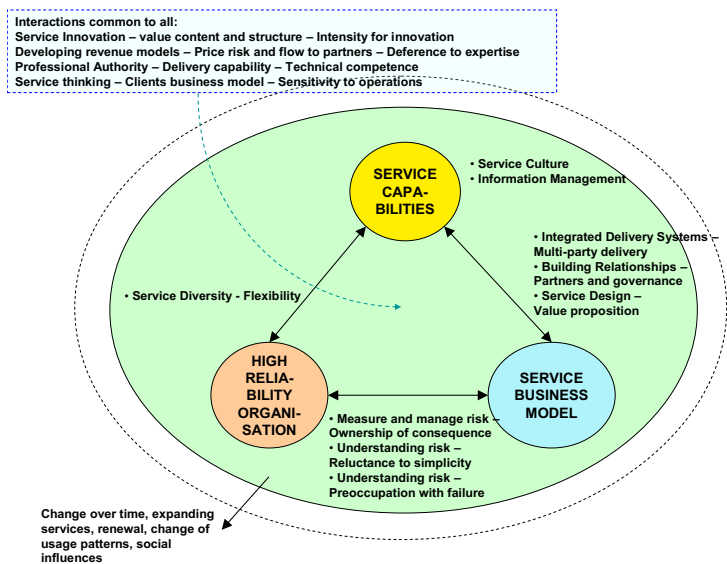 Interactions common to all:
Service Innovation – value content and structure – Intensity for innovation
Developing revenue models – Price risk and flow to partners – Deference to expertise
Professional Authority – Delivery capability – Technical competence
Service thinking – Clients business model – Sensitivity to operations
SERVICE
CAPA-
BILITIES
• Service Culture
• Information Management
• Integrated Delivery Systems –
Multi-party delivery
• Building Relationships –
Partners and governance
• Service Design –
Value proposition
• Service Diversity - Flexibility
HIGH
RELIA-
BILITY
ORGANI-
SATION
SERVICE
BUSINESS
MODEL
• Measure and manage risk –
Ownership of consequence
• Understanding risk –
Reluctance to simplicity
• Understanding risk –
Preoccupation with failure
Change over time, expanding
services, renewal, change of
usage patterns, social
influences